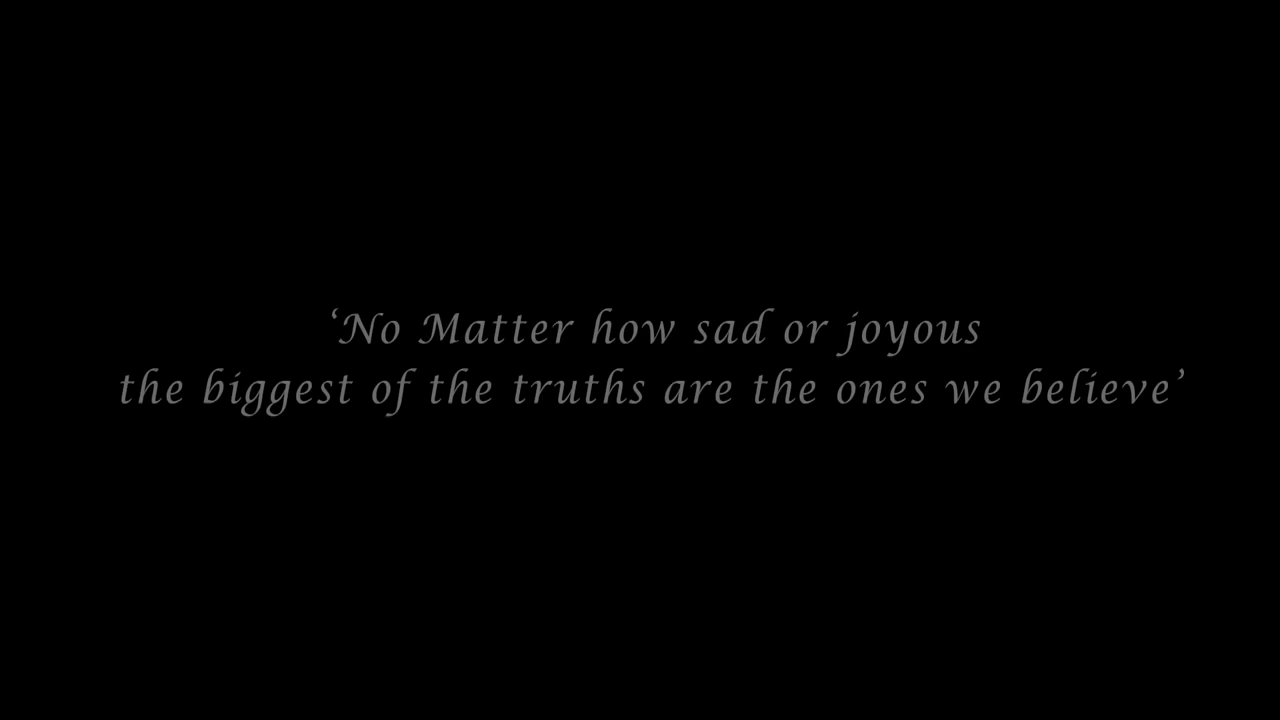 ‘No Matter how sad or joyous
the biggest of the truths are the ones we believe’